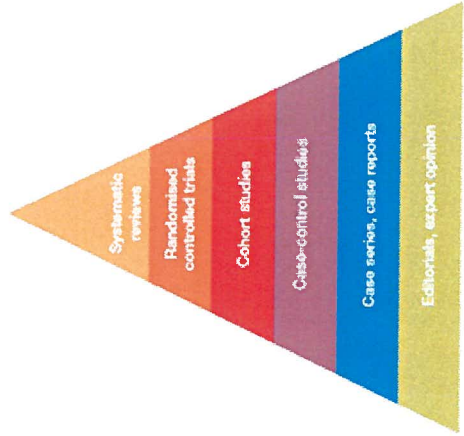 Systematic
reviews
Randomised
controlled trials
Cohort studies
Case-control studies
Case series, case reports
Editorials, expert opinion